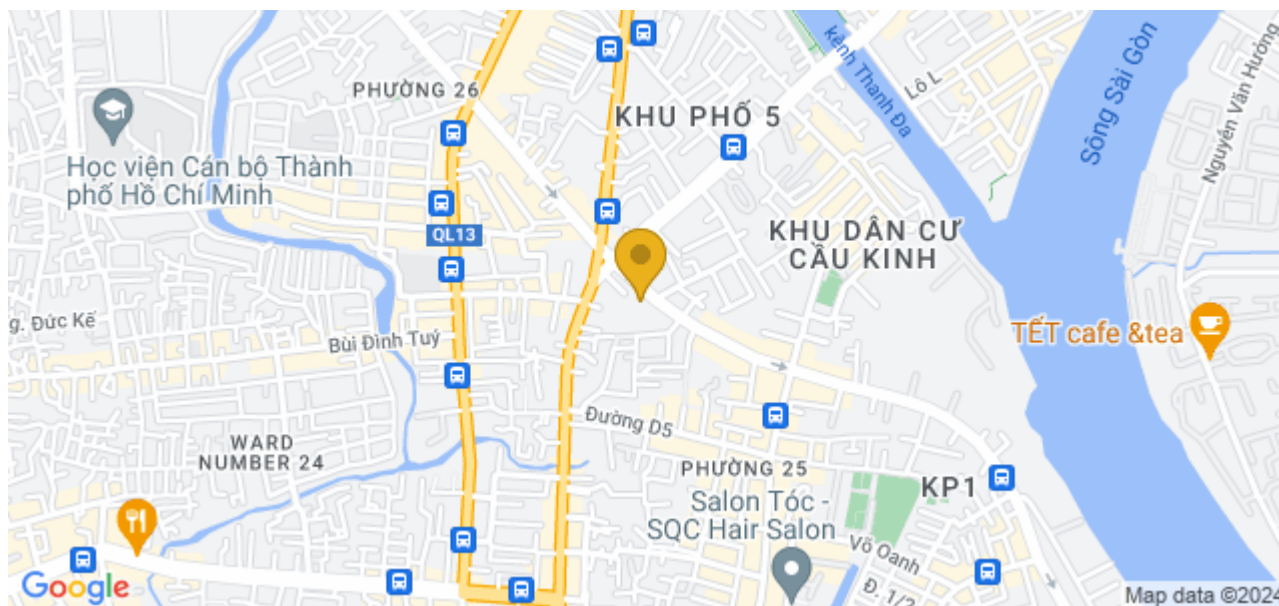 PHƯỜNG 26
KHU PHỐ 5
kênh Thanh Đa
Lô L
Sông Sài Gòn
Nguyễn Văn Hưởng
Học viện Cán bộ Thành
phố Hồ Chí Minh
QL13
KHU DÂN CƯ
CẦU KINH
g. Đức Kế
Bùi Đình Tuý
TẾT cafe &tea
Đường D5
WARD
NUMBER 24
PHƯỜNG 25
KP1
Salon Tóc -
SQC Hair Salon
Võ Oanh
Đ. 1/2
Google
Map data ©2024